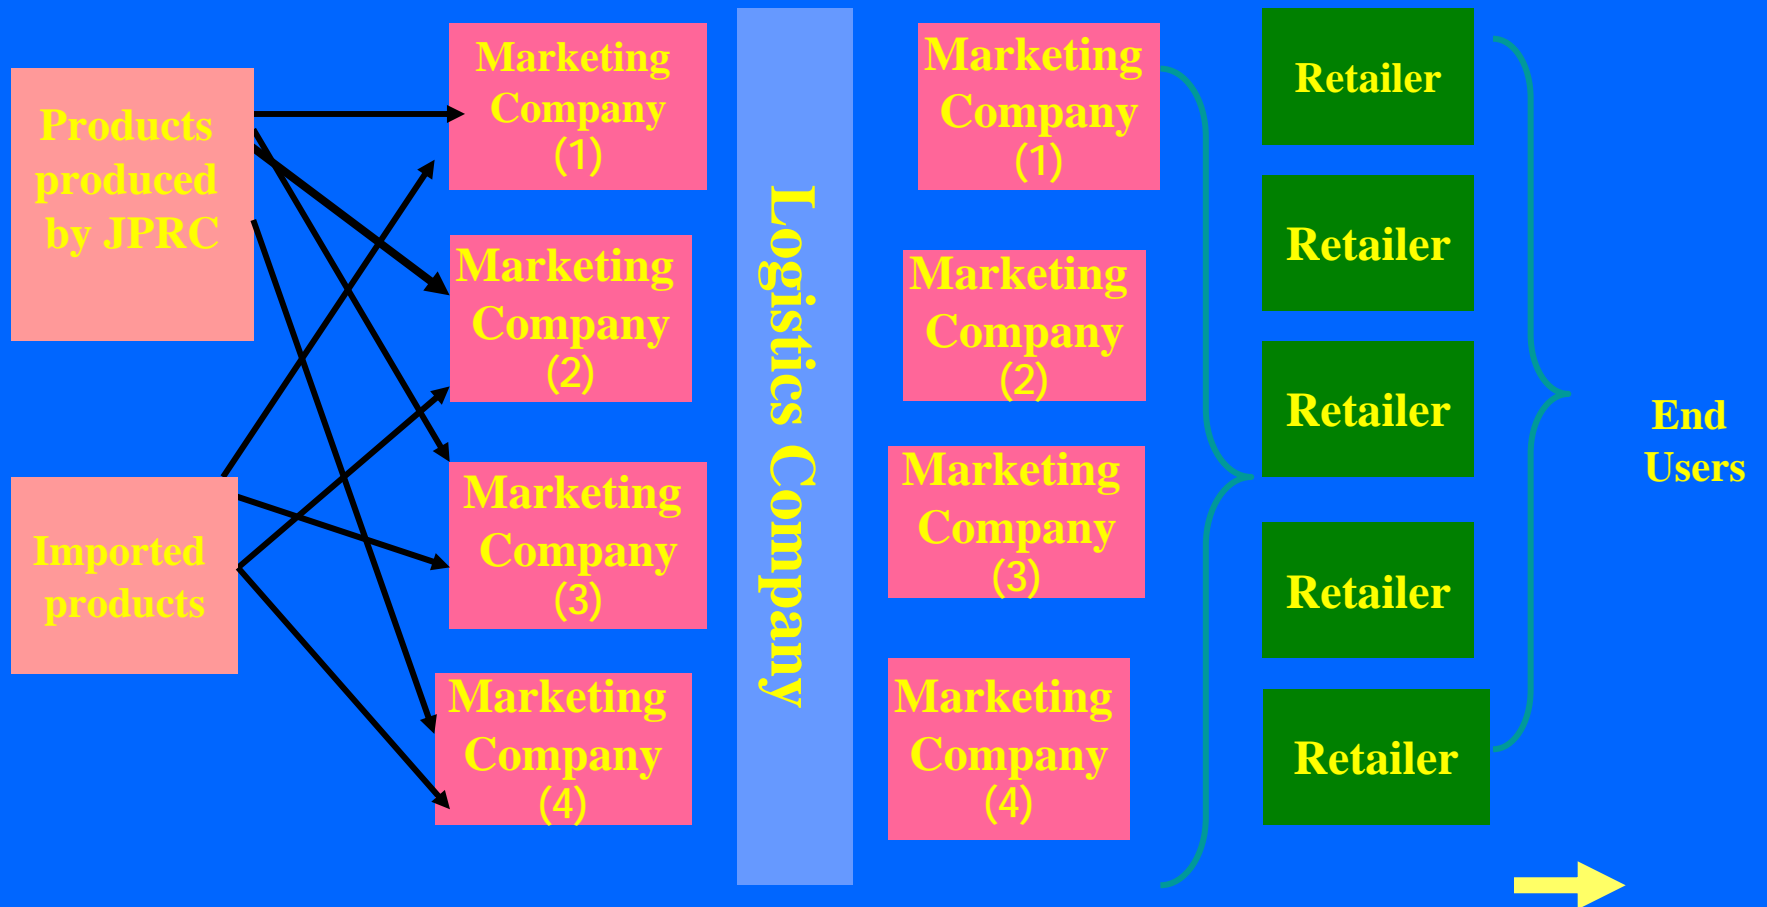 Products
produced
by JPRC
Imported
products
Marketing
Company
(1)
Marketing
Company
(2)
Marketing
Company
(3)
Marketing
Company
(4)
Logistics Company
Marketing
Company
(1)
Marketing
Company
(2)
Marketing
Company
(3)
Marketing
Company
(4)
Retailer
Retailer
Retailer
Retailer
Retailer
End
Users